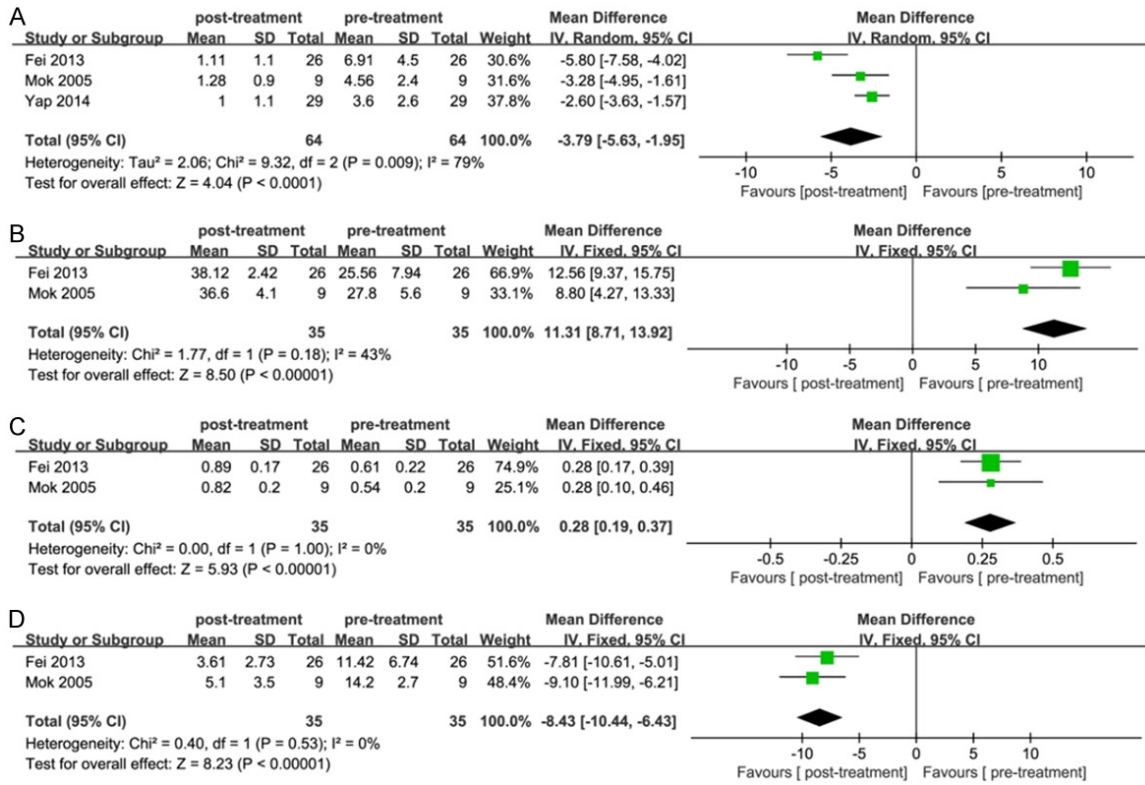 A
post-treatment pre-treatment Mean Difference Mean Difference
Study or Subgroup Mean SD Total Mean SD Total Weight IV, Random, 95% CI IV, Random, 95% CI
Fei 2013 1.11 1.1 26 6.91 4.5 26 30.6% -5.80 [-7.58, -4.02]
Mok 2005 1.28 0.9 9 4.56 2.4 9 31.6% -3.28 [-4.95, -1.61]
Yap 2014 1 1.1 29 3.6 2.6 29 37.8% -2.60 [-3.63, -1.57]
Total (95% CI) 64 64 100.0% -3.79 [-5.63, -1.95]
Heterogeneity: Tau² = 2.06; Chi² = 9.32, df = 2 (P = 0.009); I² = 79%
Test for overall effect: Z = 4.04 (P < 0.0001)
-10 -5 0 5 10
Favours [post-treatment] Favours [pre-treatment]
B
post-treatment pre-treatment Mean Difference Mean Difference
Study or Subgroup Mean SD Total Mean SD Total Weight IV, Fixed, 95% CI IV, Fixed, 95% CI
Fei 2013 38.12 2.42 26 25.56 7.94 26 66.9% 12.56 [9.37, 15.75]
Mok 2005 36.6 4.1 9 27.8 5.6 9 33.1% 8.80 [4.27, 13.33]
Total (95% CI) 35 35 100.0% 11.31 [8.71, 13.92]
Heterogeneity: Chi² = 1.77, df = 1 (P = 0.18); I² = 43%
Test for overall effect: Z = 8.50 (P < 0.00001)
-10 -5 0 5 10
Favours [ post-treatment] Favours [ pre-treatment]
C
post-treatment pre-treatment Mean Difference Mean Difference
Study or Subgroup Mean SD Total Mean SD Total Weight IV, Fixed, 95% CI IV, Fixed, 95% CI
Fei 2013 0.89 0.17 26 0.61 0.22 26 74.9% 0.28 [0.17, 0.39]
Mok 2005 0.82 0.2 9 0.54 0.2 9 25.1% 0.28 [0.10, 0.46]
Total (95% CI) 35 35 100.0% 0.28 [0.19, 0.37]
Heterogeneity: Chi² = 0.00, df = 1 (P = 1.00); I² = 0%
Test for overall effect: Z = 5.93 (P < 0.00001)
-0.5 -0.25 0 0.25 0.5
Favours [ post-treatment] Favours [ pre-treatment]
D
post-treatment pre-treatment Mean Difference Mean Difference
Study or Subgroup Mean SD Total Mean SD Total Weight IV, Fixed, 95% CI IV, Fixed, 95% CI
Fei 2013 3.61 2.73 26 11.42 6.74 26 51.6% -7.81 [-10.61, -5.01]
Mok 2005 5.1 3.5 9 14.2 2.7 9 48.4% -9.10 [-11.99, -6.21]
Total (95% CI) 35 35 100.0% -8.43 [-10.44, -6.43]
Heterogeneity: Chi² = 0.40, df = 1 (P = 0.53); I² = 0%
Test for overall effect: Z = 8.23 (P < 0.00001)
-10 -5 0 5 10
Favours [ post-treatment] Favours [ pre-treatment]